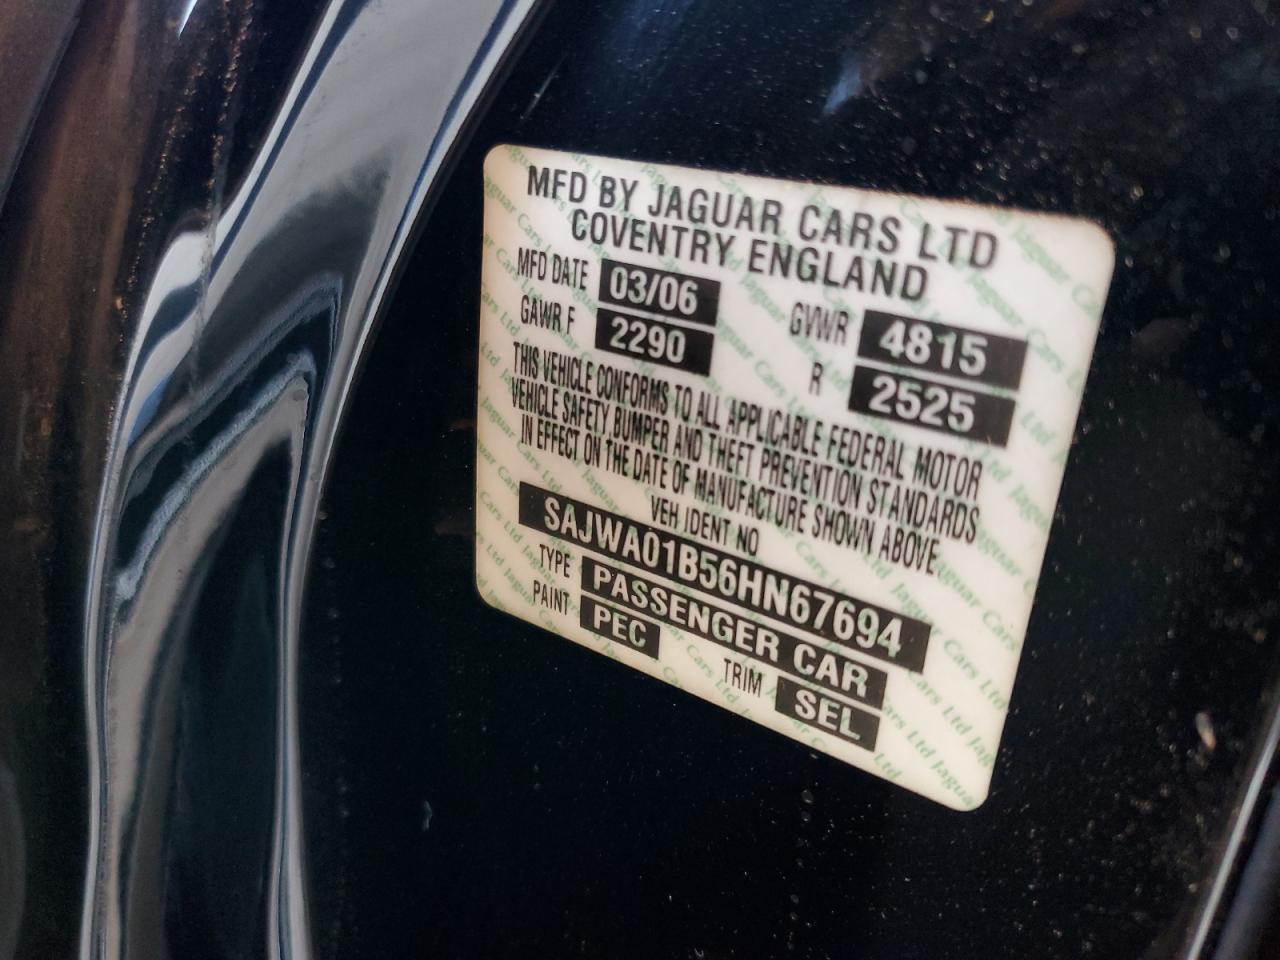 MFD BY JAGUAR CARS LTD
COVENTRY ENGLAND
MFD DATE 03/06 GVWR 4815
GAWR F 2290 R 2525
THIS VEHICLE CONFORMS TO ALL APPLICABLE FEDERAL MOTOR
VEHICLE SAFETY BUMPER AND THEFT PREVENTION STANDARDS
IN EFFECT ON THE DATE OF MANUFACTURE SHOWN ABOVE.
VEH IDENT NO
SAJWA01B56HN67694
TYPE PASSENGER CAR
PAINT PEC TRIM SEL